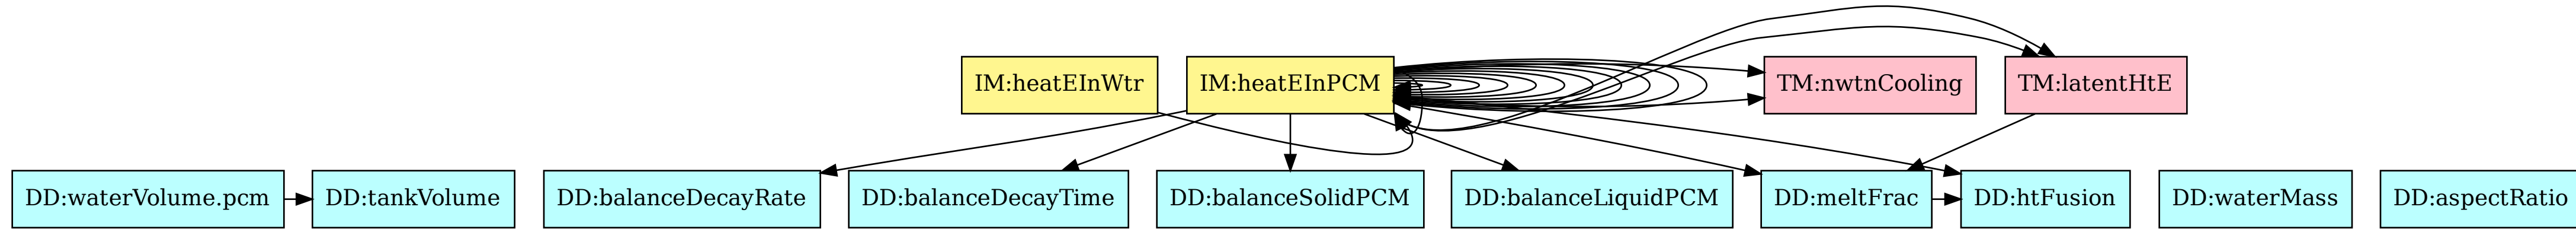 IM:heatEInWtr
IM:heatEInPCM
TM:nwtnCooling
TM:latentHtE
DD:waterVolume.pcm
DD:tankVolume
DD:balanceDecayRate
DD:balanceDecayTime
DD:balanceSolidPCM
DD:balanceLiquidPCM
DD:meltFrac
DD:htFusion
DD:waterMass
DD:aspectRatio